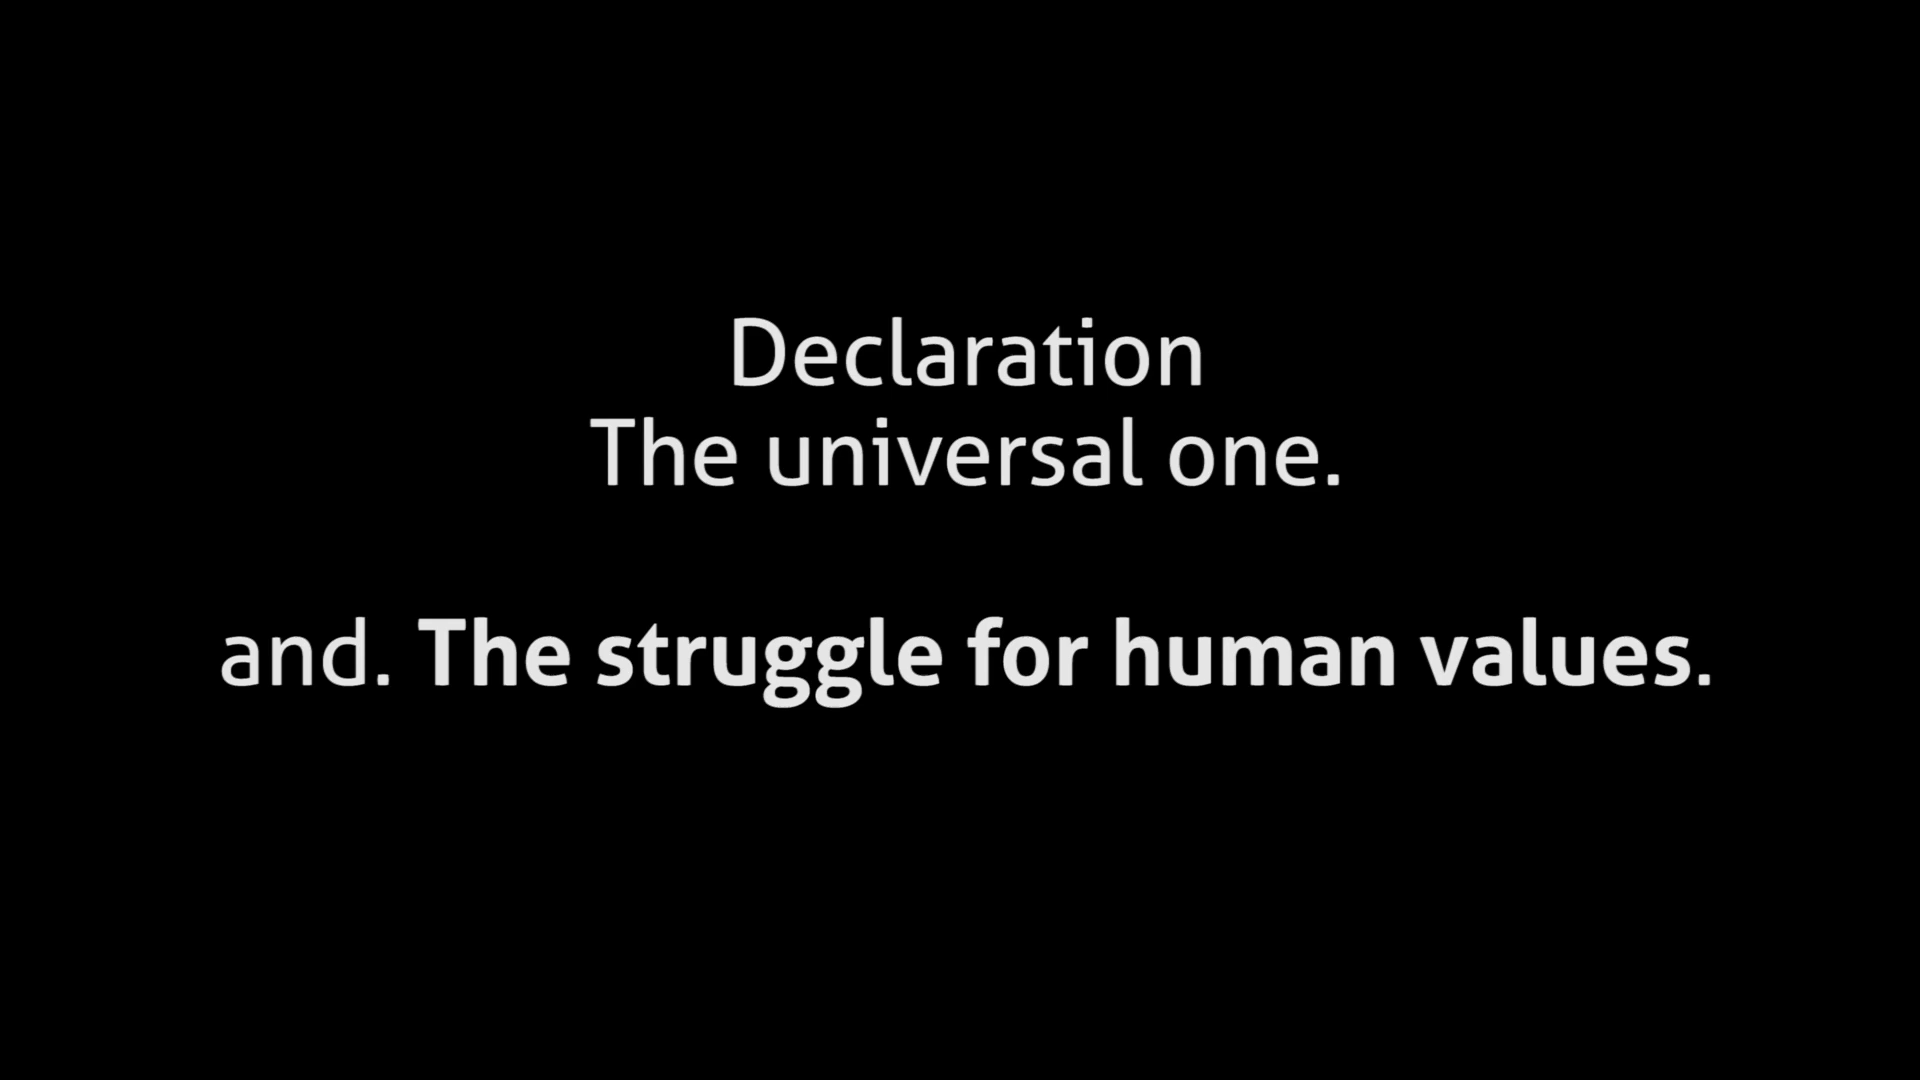 Declaration
The universal one.
and. The struggle for human values.